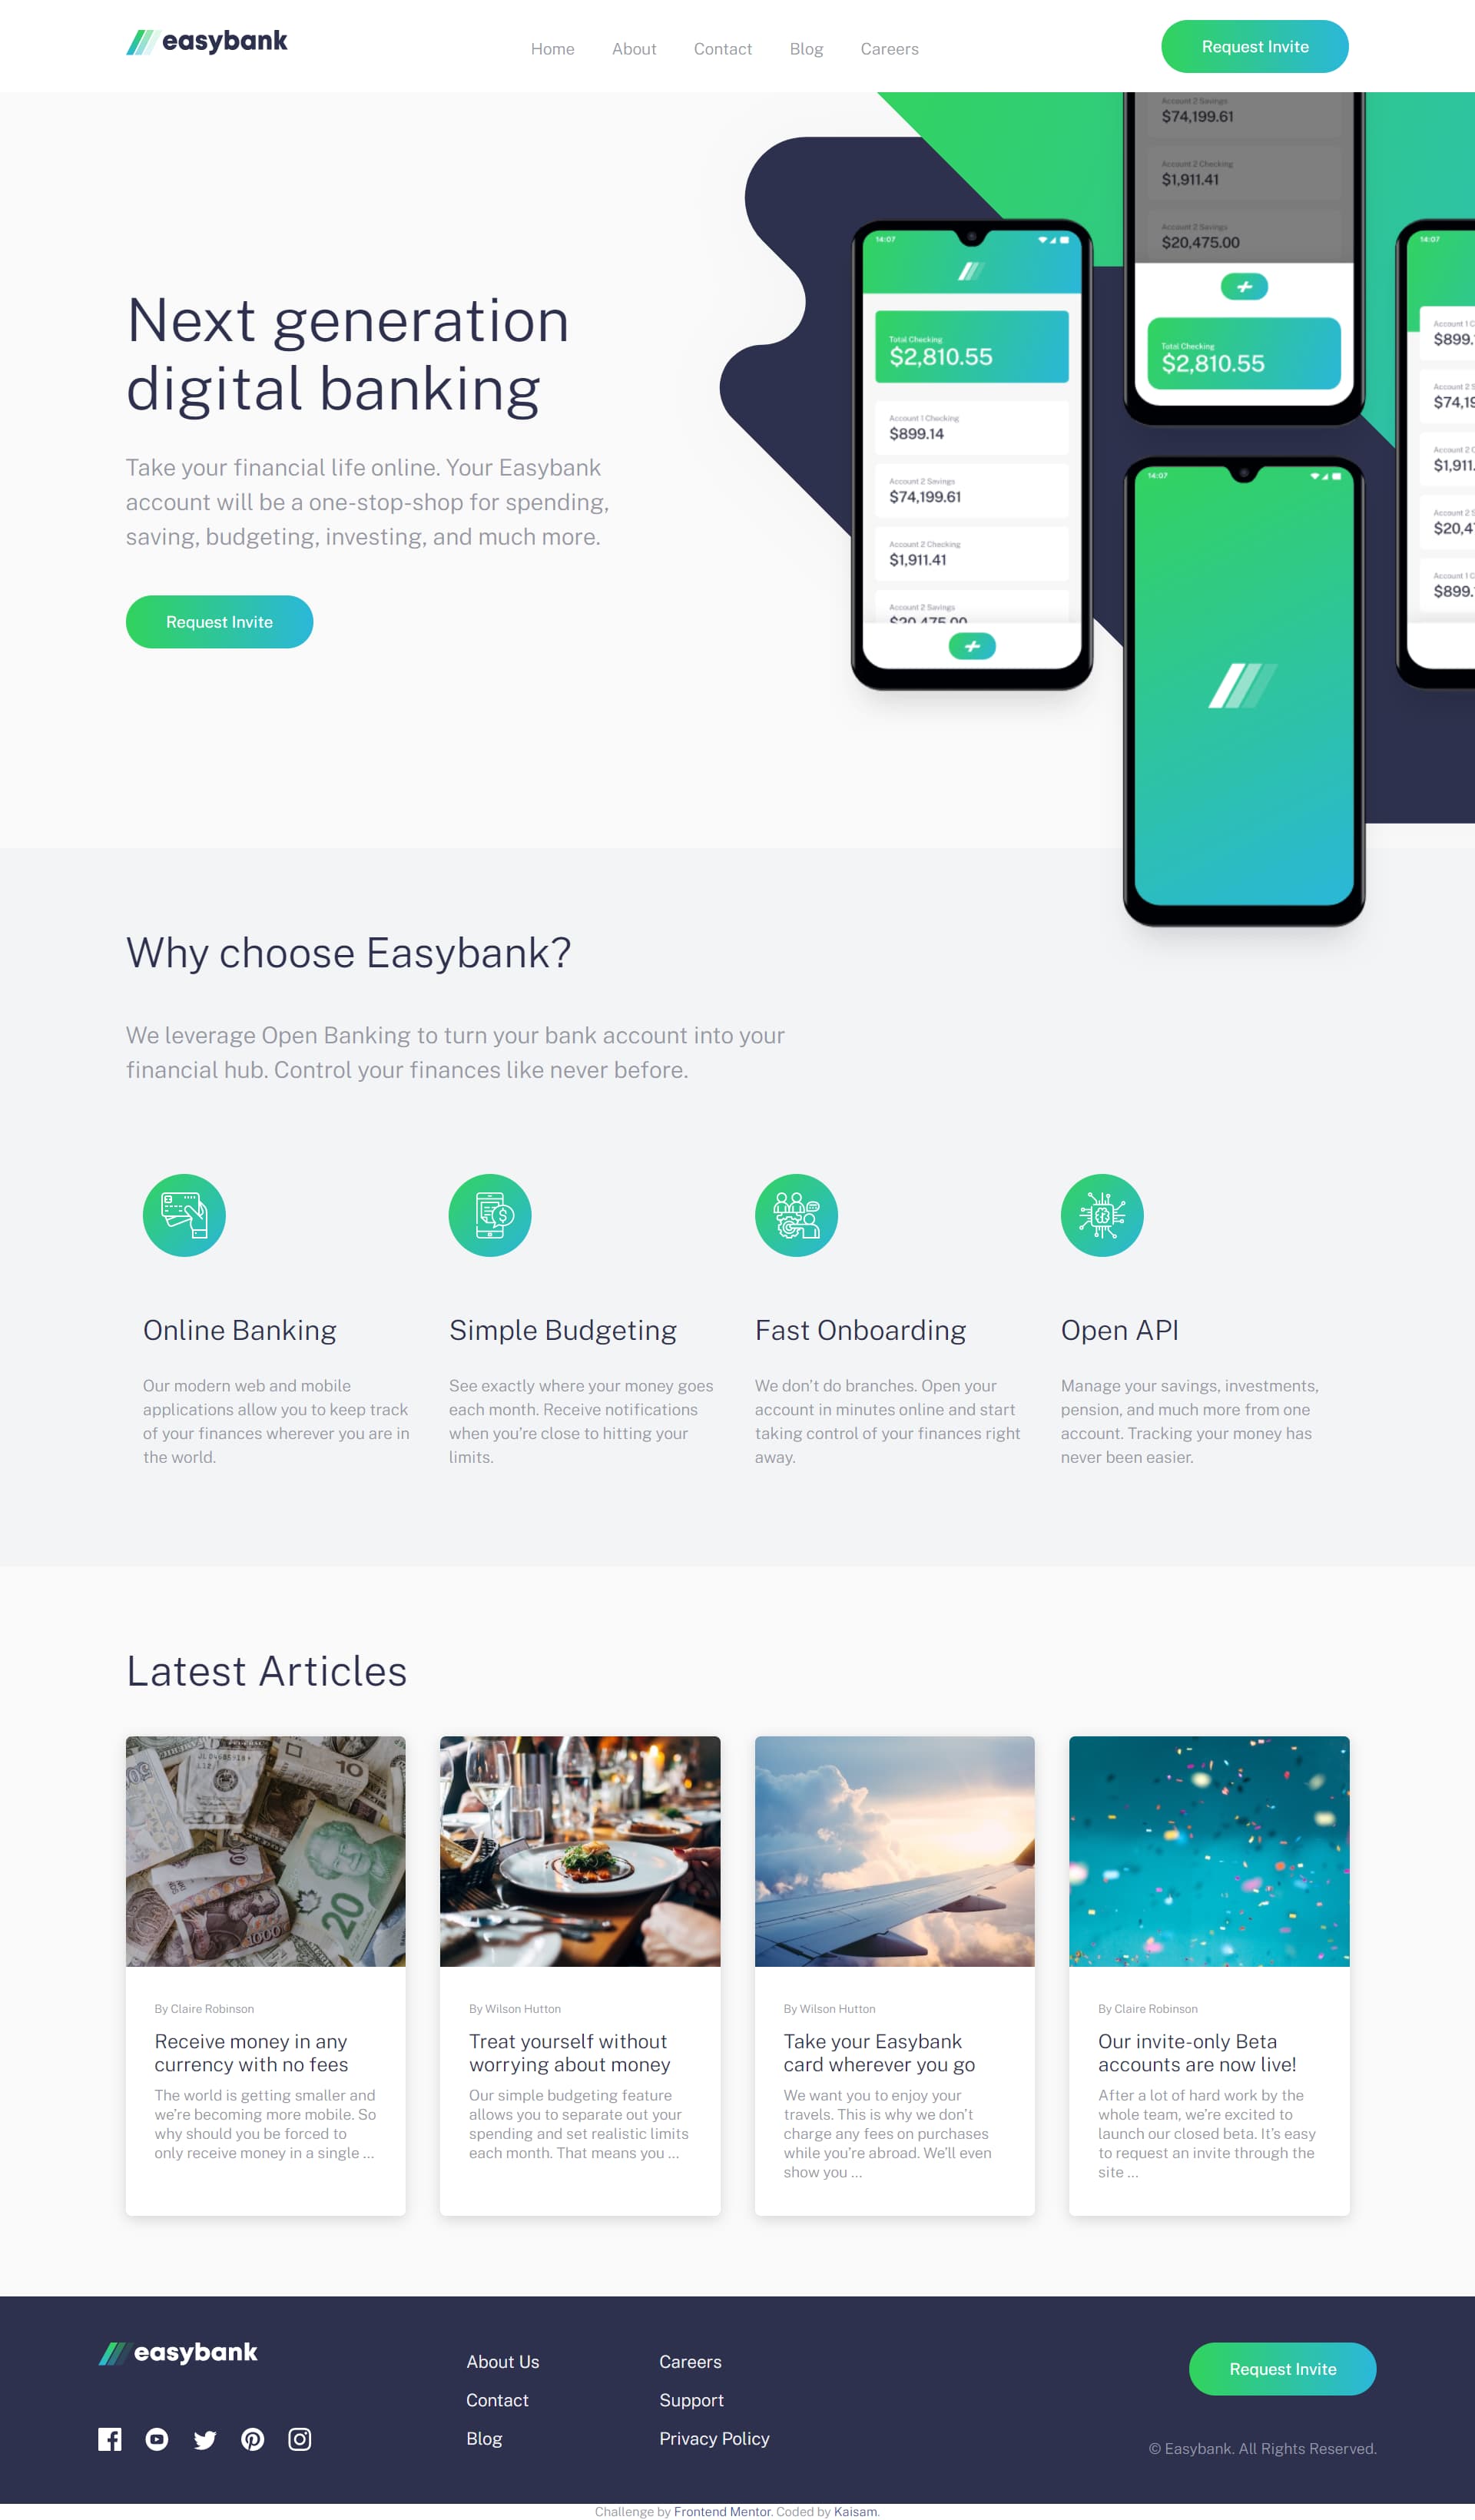 easybank
Home About Contact Blog Careers
Request Invite
Next generation
digital banking
Take your financial life online. Your Easybank
account will be a one-stop-shop for spending,
saving, budgeting, investing, and much more.
Request Invite
Account 2 Savings
$74,199.61
Account 2 Checking
$1,911.41
Account 2 Savings
$20,475.00
Total Checking
$2,810.55
14:07
Total Checking
$2,810.55
Account 1 Checking
$899.14
Account 2 Savings
$74,199.61
Account 2 Checking
$1,911.41
Account 2 Savings
$20,475.00
14:07
14:07
Account 1 C
$899.
Account 2 S
$74,19
Account 2 C
$1,911.
Account 2 S
$20,4
Account 1 C
$899.
Why choose Easybank?
We leverage Open Banking to turn your bank account into your
financial hub. Control your finances like never before.
Online Banking
Our modern web and mobile
applications allow you to keep track
of your finances wherever you are in
the world.
Simple Budgeting
See exactly where your money goes
each month. Receive notifications
when you’re close to hitting your
limits.
Fast Onboarding
We don’t do branches. Open your
account in minutes online and start
taking control of your finances right
away.
Open API
Manage your savings, investments,
pension, and much more from one
account. Tracking your money has
never been easier.
Latest Articles
10
20
1000
By Claire Robinson
Receive money in any
currency with no fees
The world is getting smaller and
we’re becoming more mobile. So
why should you be forced to
only receive money in a single …
By Wilson Hutton
Treat yourself without
worrying about money
Our simple budgeting feature
allows you to separate out your
spending and set realistic limits
each month. That means you …
By Wilson Hutton
Take your Easybank
card wherever you go
We want you to enjoy your
travels. This is why we don’t
charge any fees on purchases
while you’re abroad. We’ll even
show you …
By Claire Robinson
Our invite-only Beta
accounts are now live!
After a lot of hard work by the
whole team, we’re excited to
launch our closed beta. It’s easy
to request an invite through the
site …
easybank
About Us
Contact
Blog
Careers
Support
Privacy Policy
Request Invite
© Easybank. All Rights Reserved.
Challenge by Frontend Mentor. Coded by Kaisam.